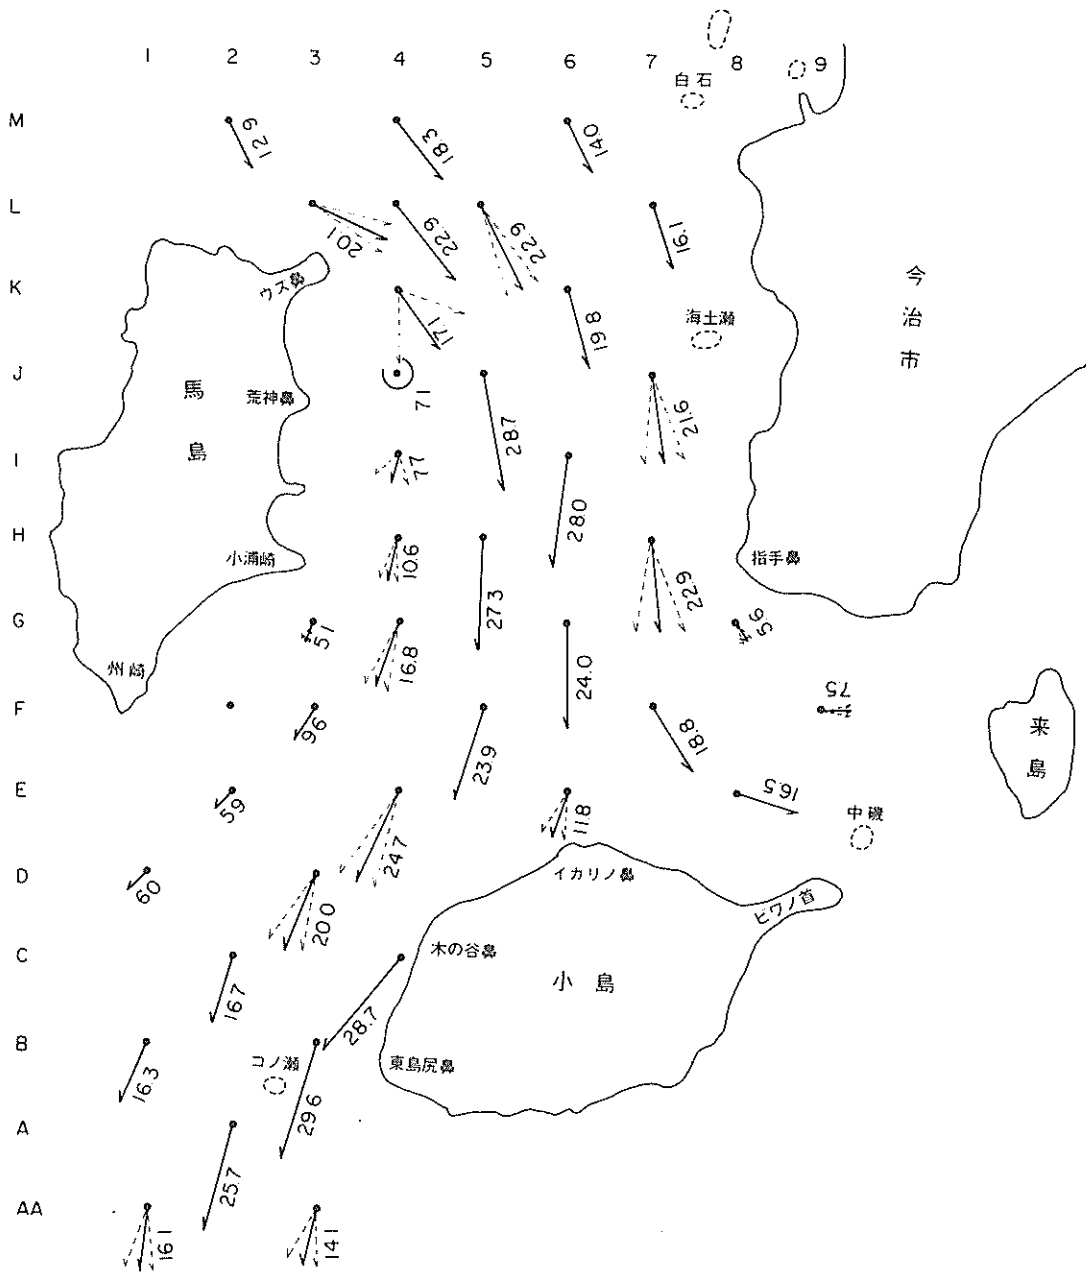 1 2 3 4 5 6 7 8 9
白石
M 12.9 18.3 14.0
L 20.1 22.9 22.9 16.1
今治市
K ウズ鼻 17.1 19.8 海土瀬
J 馬島 荒神鼻 7.1 28.7 21.6
I 7.7 28.0
H 小浦崎 10.6 27.3 22.9 指手鼻
G 5.1 16.8 24.0 5.6
州崎
F 9.6 23.9 18.8 7.5
来島
E 5.9 24.7 11.8 16.5 中磯
D 6.0 20.0 イカリノ鼻 ビワノ首
C 16.7 28.7 木の谷鼻 小島
B 16.3 コノ瀬 29.6 東島尻鼻
A 25.7
AA 16.1 14.1